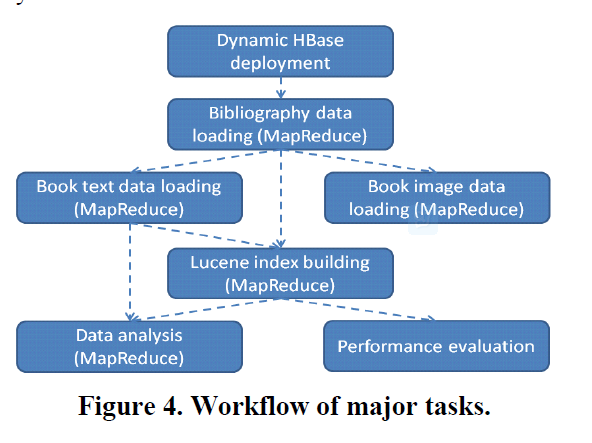 Dynamic HBase
deployment
Bibliography data
loading (MapReduce)
Book text data loading
(MapReduce)
Book image data
loading (MapReduce)
Lucene index building
(MapReduce)
Data analysis
(MapReduce)
Performance evaluation
Figure 4. Workflow of major tasks.